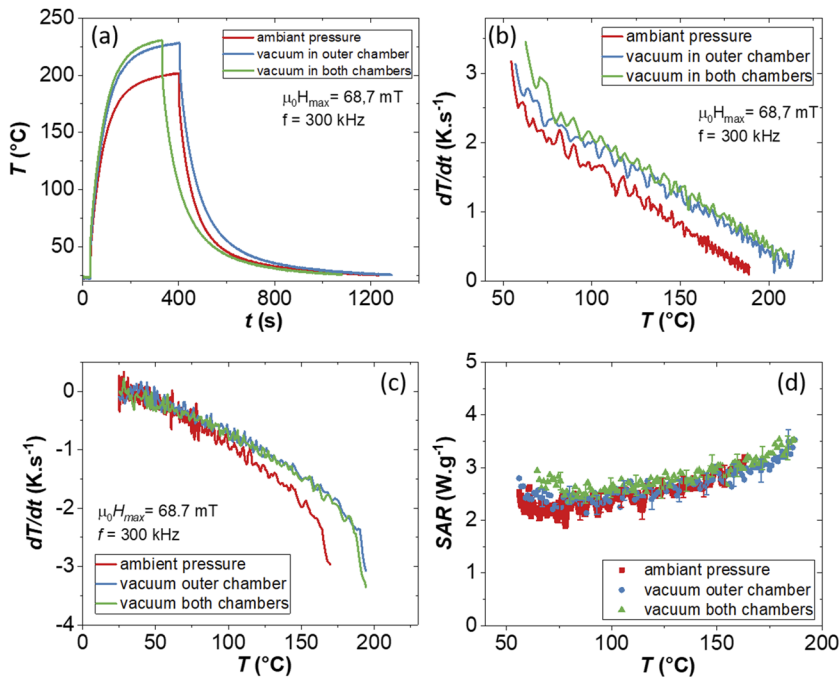 (a)
ambiant pressure
vacuum in outer chamber
vacuum in both chambers
μ₀Hmax= 68,7 mT
f = 300 kHz
T (°C)
250
200
150
100
50
0
400
800
1200
t (s)
(b)
ambiant pressure
vacuum in outer chamber
vacuum in both chambers
μ₀Hmax= 68,7 mT
f = 300 kHz
dT/dt (K.s⁻¹)
3
2
1
0
50
100
150
200
T (°C)
(c)
μ₀Hmax= 68.7 mT
f = 300 kHz
ambient pressure
vacuum outer chamber
vacuum both chambers
dT/dt (K.s⁻¹)
0
-1
-2
-3
-4
0
50
100
150
200
T (°C)
(d)
ambient pressure
vacuum outer chamber
vacuum both chambers
SAR (W.g⁻¹)
5
4
3
2
1
0
50
100
150
200
T (°C)